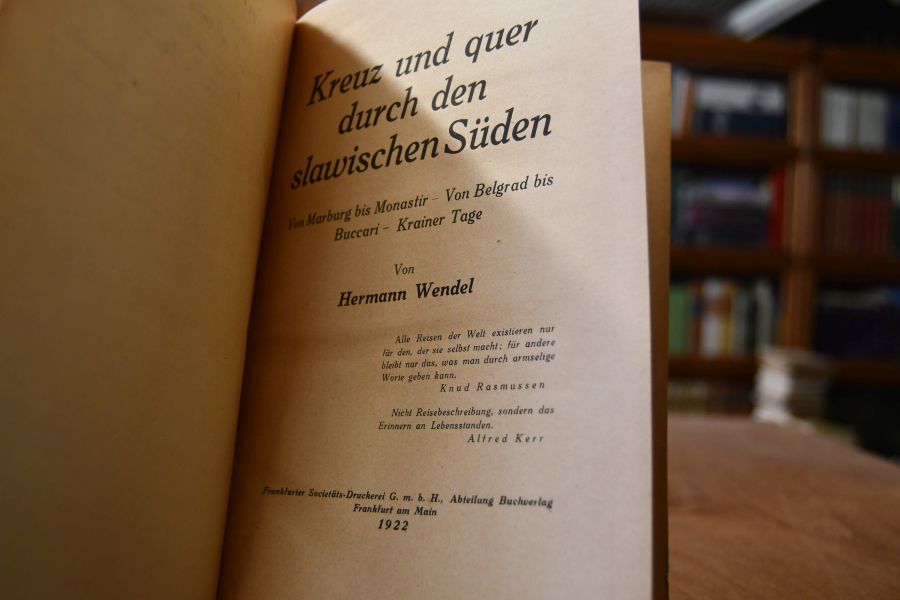 Kreuz und quer
durch den
slawischen Süden
Von Marburg bis Monastir – Von Belgrad bis
Buccari – Krainer Tage
Von
Hermann Wendel
Alle Reisen der Welt existieren nur
für den, der sie selbst macht; für andere
bleibt nur das, was man durch armselige
Worte geben kann.
Knud Rasmussen
Nicht Reisebeschreibung, sondern das
Erinnern an Lebensstunden.
Alfred Kerr
Frankfurter Societäts-Druckerei G. m. b. H., Abteilung Buchverlag
Frankfurt am Main
1922